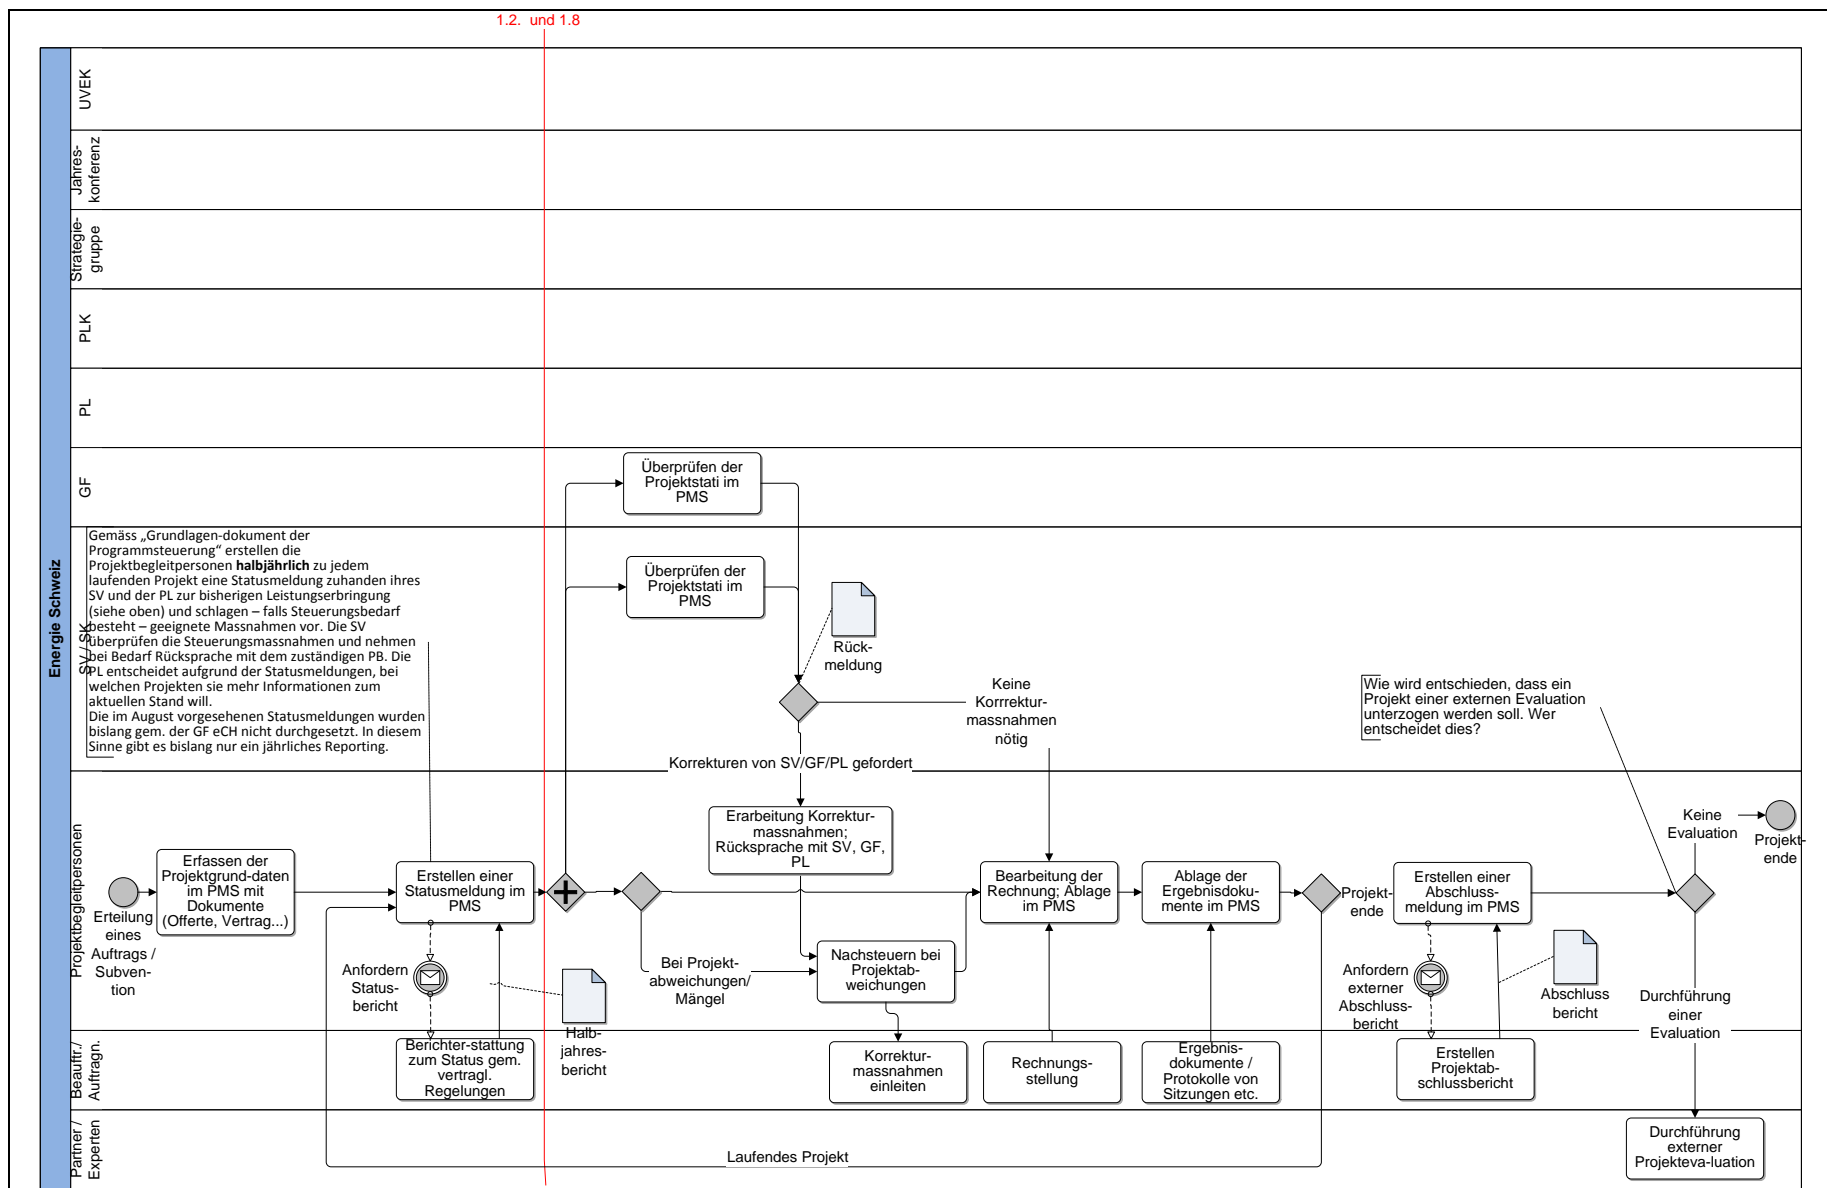 1.2.  und 1.8
Energie Schweiz
UVEK
Jahres-
konferenz
Strategie-
gruppe
PLK
PL
GF
SV / SK
Projektbegleitpersonen
Beauftr./
Auftragn.
Partner /
Experten
Überprüfen der
Projektstati im
PMS
Gemäss „Grundlagen-dokument der
Programmsteuerung“ erstellen die
Projektbegleitpersonen halbjährlich zu jedem
laufenden Projekt eine Statusmeldung zuhanden ihres
SV und der PL zur bisherigen Leistungserbringung
(siehe oben) und schlagen – falls Steuerungsbedarf
besteht – geeignete Massnahmen vor. Die SV
überprüfen die Steuerungsmassnahmen und nehmen
bei Bedarf Rücksprache mit dem zuständigen PB. Die
PL entscheidet aufgrund der Statusmeldungen, bei
welchen Projekten sie mehr Informationen zum
aktuellen Stand will.
Die im August vorgesehenen Statusmeldungen wurden
bislang gem. der GF eCH nicht durchgesetzt. In diesem
Sinne gibt es bislang nur ein jährliches Reporting.
Überprüfen der
Projektstati im
PMS
Rück-
meldung
Keine
Korrrektur-
massnahmen
nötig
Wie wird entschieden, dass ein
Projekt einer externen Evaluation
unterzogen werden soll. Wer
entscheidet dies?
Korrekturen von SV/GF/PL gefordert
Erarbeitung Korrektur-
massnahmen;
Rücksprache mit SV, GF,
PL
Keine
Evaluation
Projekt-
ende
Erteilung
eines
Auftrags /
Subven-
tion
Erfassen der
Projektgrund-daten
im PMS mit
Dokumente
(Offerte, Vertrag...)
Erstellen einer
Statusmeldung im
PMS
Bearbeitung der
Rechnung; Ablage
im PMS
Ablage der
Ergebnisdoku-
mente im PMS
Projekt-
ende
Erstellen einer
Abschluss-
meldung im PMS
Anfordern
Status-
bericht
Halb-
jahres-
bericht
Bei Projekt-
abweichungen/
Mängel
Nachsteuern bei
Projektab-
weichungen
Anfordern
externer
Abschluss-
bericht
Abschluss
bericht
Durchführung
einer
Evaluation
Berichter-stattung
zum Status gem.
vertragl.
Regelungen
Korrektur-
massnahmen
einleiten
Rechnungs-
stellung
Ergebnis-
dokumente /
Protokolle von
Sitzungen etc.
Erstellen
Projektab-
schlussbericht
Durchführung
externer
Projekteva-luation
Laufendes Projekt